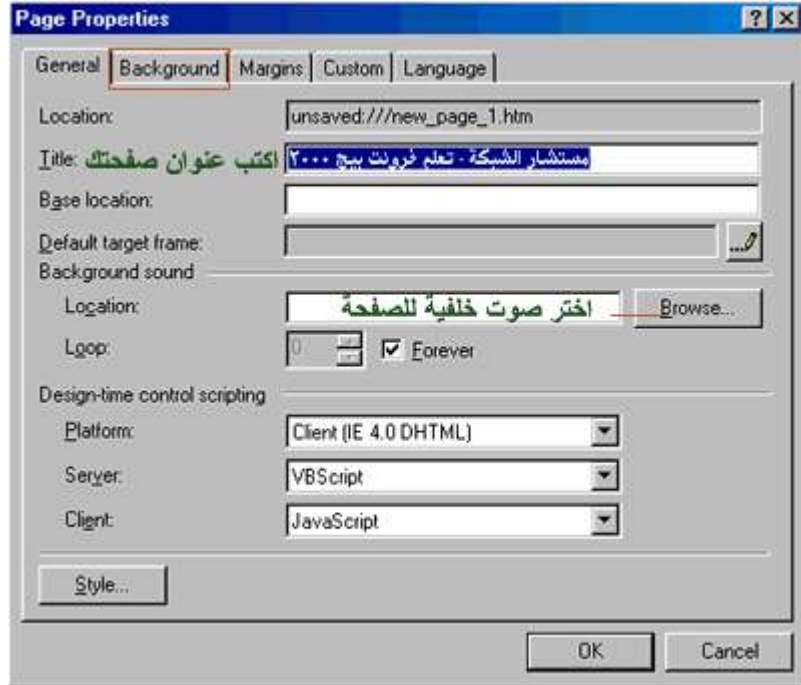 Page Properties
General Background Margins Custom Language
Location: unsaved:///new_page_1.htm
Title: اكتب عنوان صفحتك مستشار الشبكة - تعلم فرونت بيج ٢٠٠٠
Base location:
Default target frame:
Background sound
Location: اختر صوت خلفية للصفحة Browse...
Loop: 0 Forever
Design-time control scripting
Platform: Client (IE 4.0 DHTML)
Server: VBScript
Client: JavaScript
Style...
OK Cancel